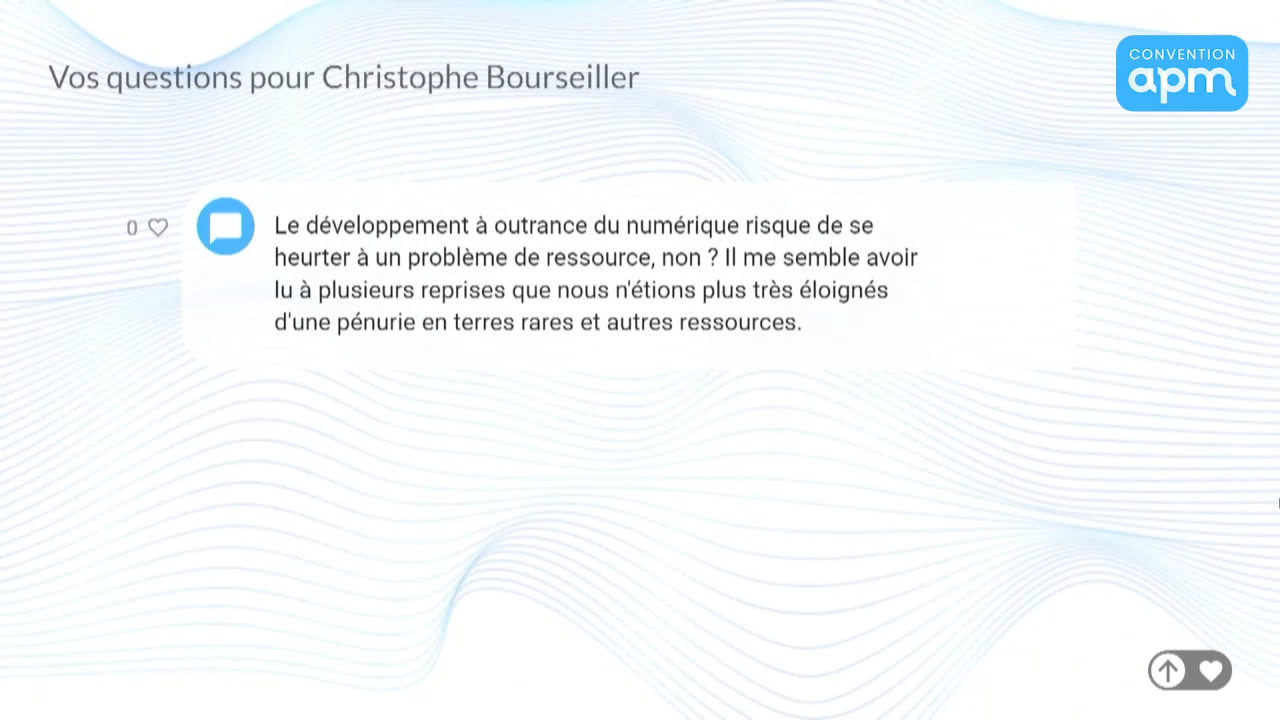 CONVENTION
apm
Vos questions pour Christophe Bourseiller
0
Le développement à outrance du numérique risque de se
heurter à un problème de ressource, non ? Il me semble avoir
lu à plusieurs reprises que nous n'étions plus très éloignés
d'une pénurie en terres rares et autres ressources.